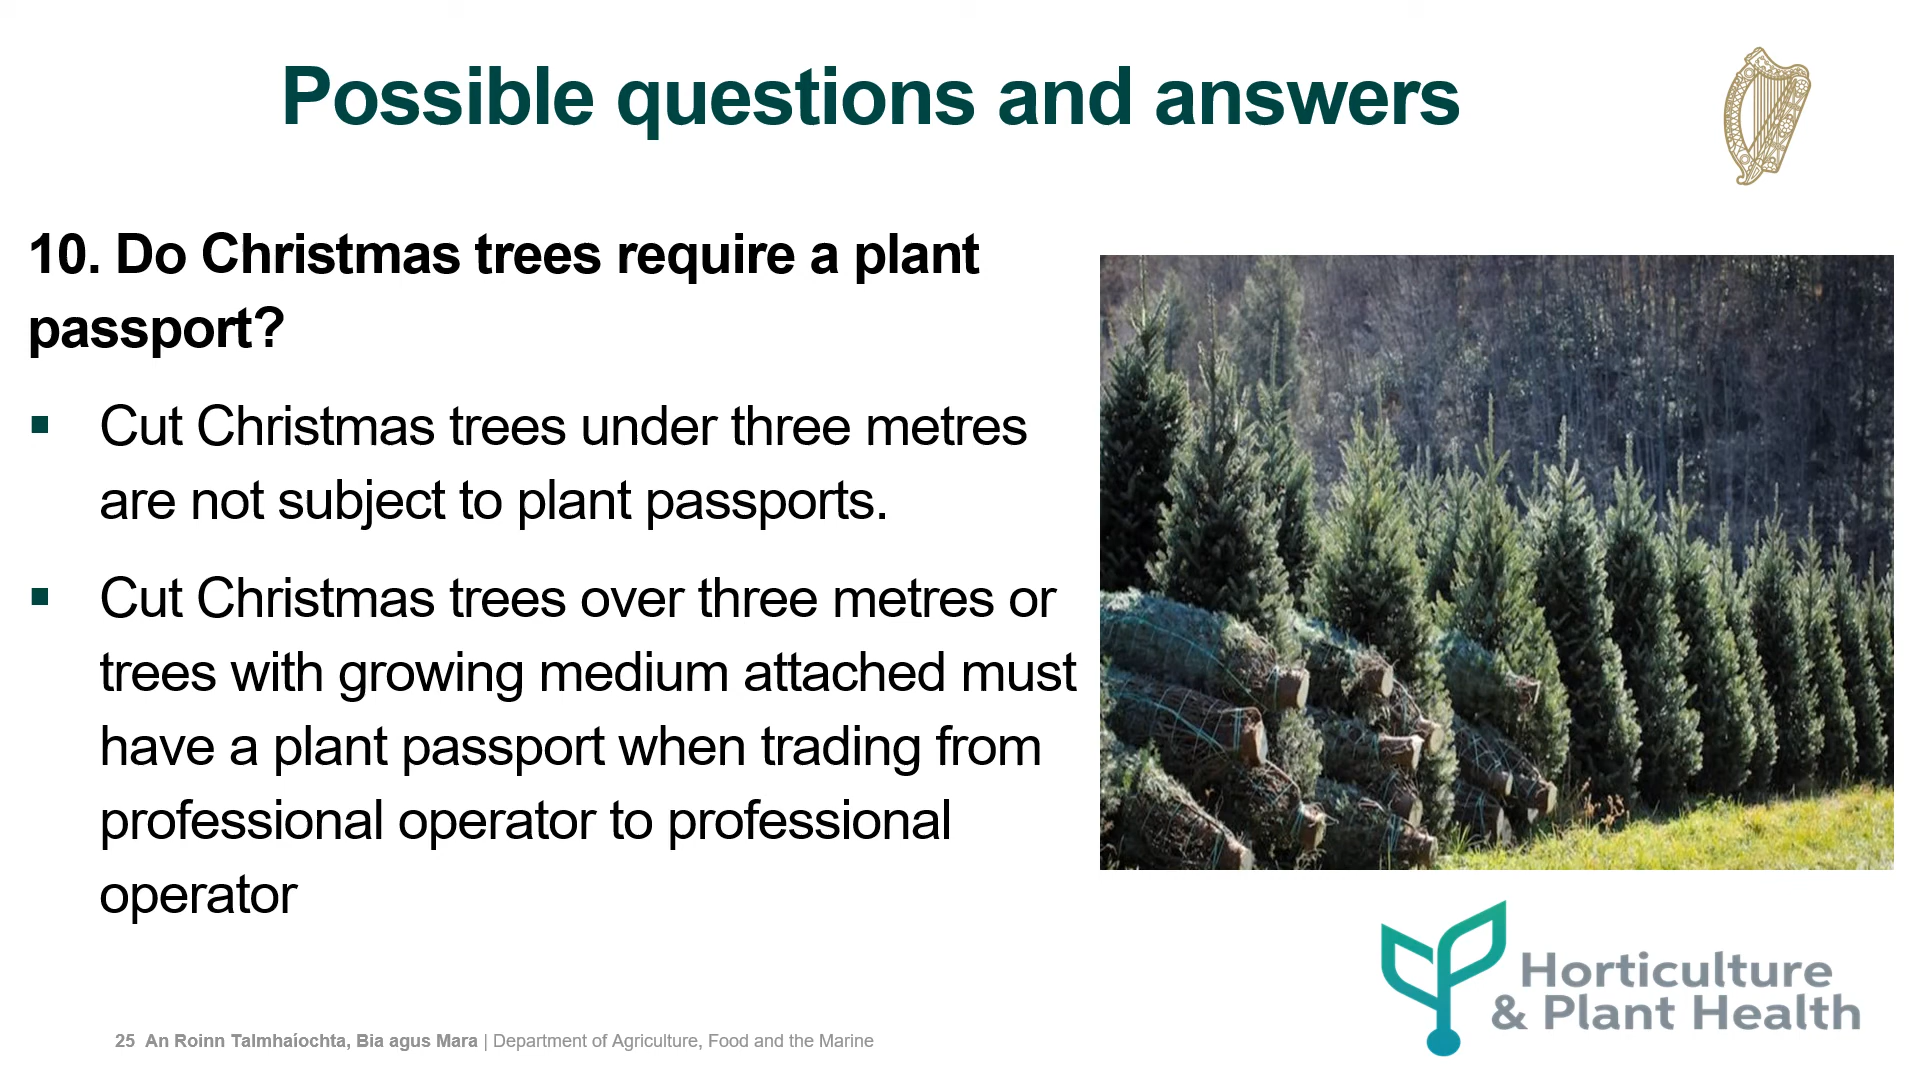 Possible questions and answers
10. Do Christmas trees require a plant
passport?
▪ Cut Christmas trees under three metres
are not subject to plant passports.
▪ Cut Christmas trees over three metres or
trees with growing medium attached must
have a plant passport when trading from
professional operator to professional
operator
Horticulture
& Plant Health
25 An Roinn Talmhaíochta, Bia agus Mara | Department of Agriculture, Food and the Marine